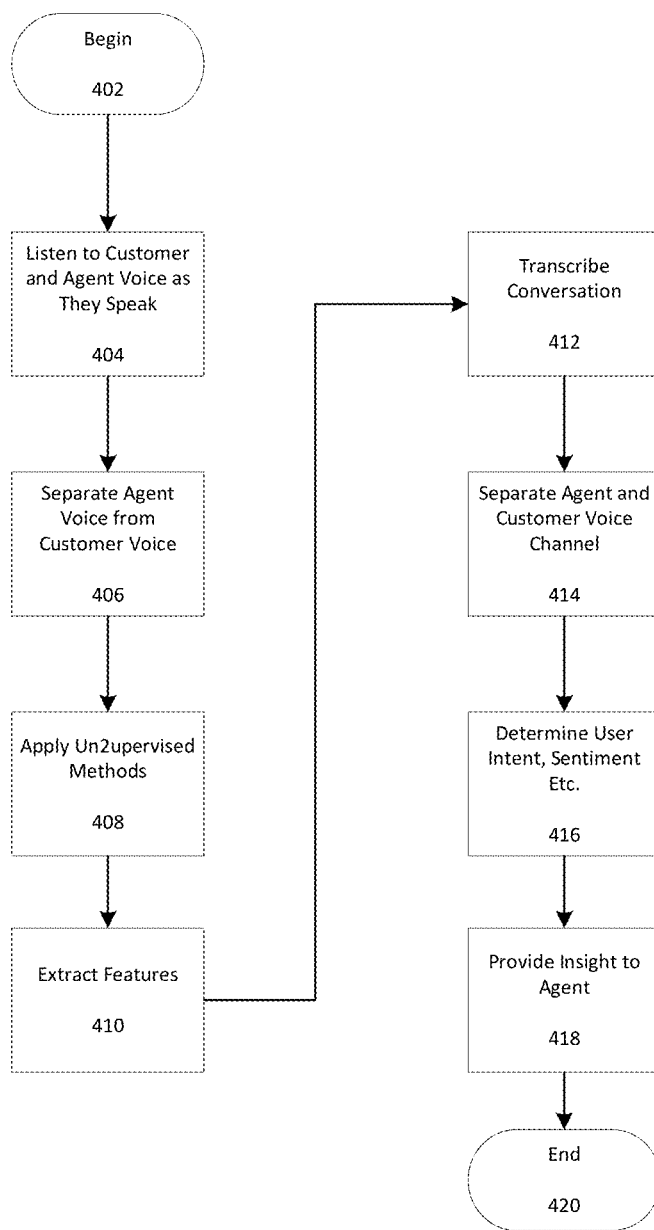 Begin
402
Listen to Customer
and Agent Voice as
They Speak
404
Separate Agent
Voice from
Customer Voice
406
Apply Un2upervised
Methods
408
Extract Features
410
Transcribe
Conversation
412
Separate Agent and
Customer Voice
Channel
414
Determine User
Intent, Sentiment
Etc.
416
Provide Insight to
Agent
418
End
420